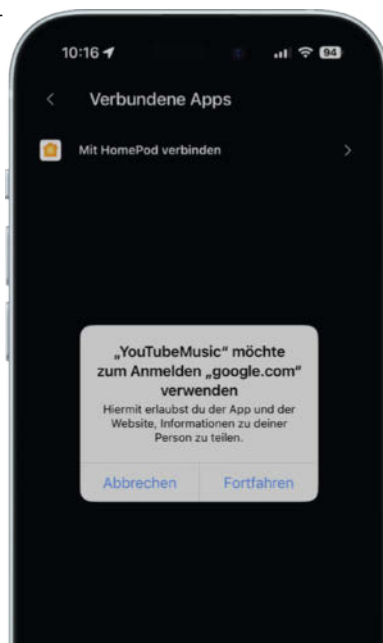 10:16
94
Verbundene Apps
Mit HomePod verbinden
„YouTubeMusic“ möchte
zum Anmelden „google.com“
verwenden
Hiermit erlaubst du der App und der
Website, Informationen zu deiner
Person zu teilen.
Abbrechen
Fortfahren